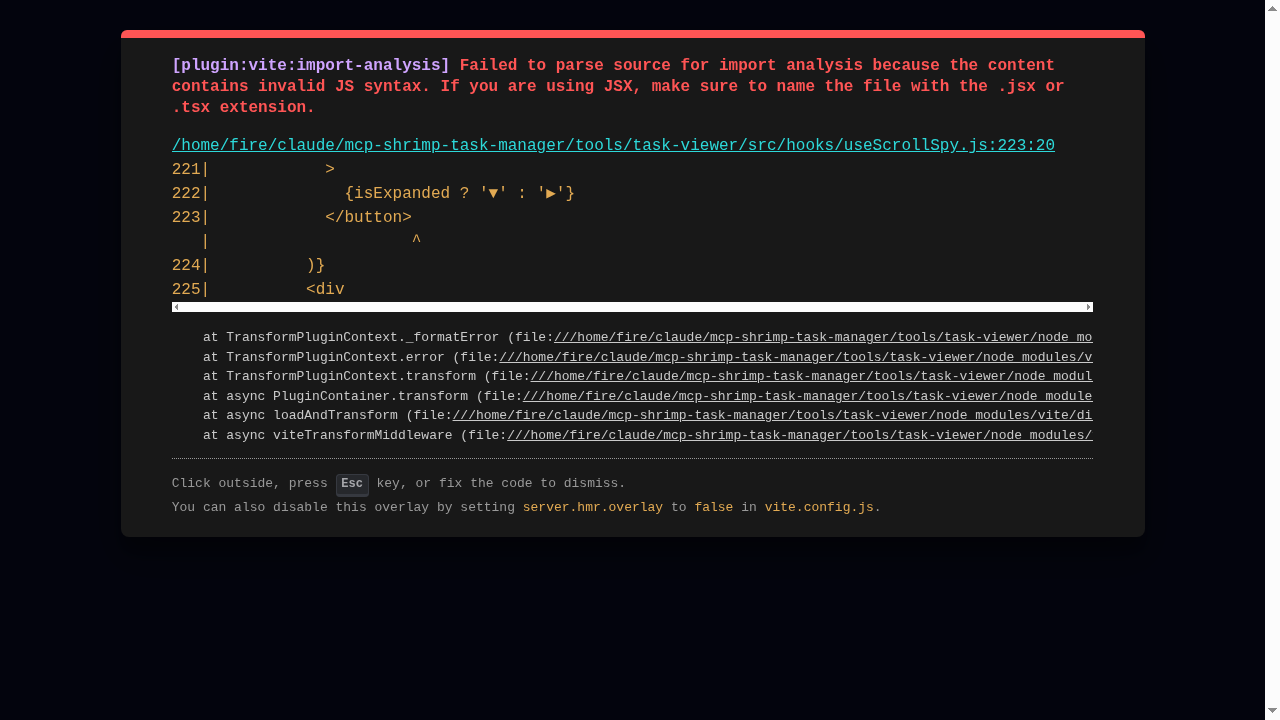 [plugin:vite:import-analysis] Failed to parse source for import analysis because the content
contains invalid JS syntax. If you are using JSX, make sure to name the file with the .jsx or
.tsx extension.
/home/fire/claude/mcp-shrimp-task-manager/tools/task-viewer/src/hooks/useScrollSpy.js:223:20
221|            >
222|              {isExpanded ? '▼' : '▶'}
223|            </button>
   |                     ^
224|          )}
225|          <div
at TransformPluginContext._formatError (file:///home/fire/claude/mcp-shrimp-task-manager/tools/task-viewer/node_mo
at TransformPluginContext.error (file:///home/fire/claude/mcp-shrimp-task-manager/tools/task-viewer/node_modules/v
at TransformPluginContext.transform (file:///home/fire/claude/mcp-shrimp-task-manager/tools/task-viewer/node_modul
at async PluginContainer.transform (file:///home/fire/claude/mcp-shrimp-task-manager/tools/task-viewer/node_module
at async loadAndTransform (file:///home/fire/claude/mcp-shrimp-task-manager/tools/task-viewer/node_modules/vite/di
at async viteTransformMiddleware (file:///home/fire/claude/mcp-shrimp-task-manager/tools/task-viewer/node_modules/
Click outside, press Esc key, or fix the code to dismiss.
You can also disable this overlay by setting server.hmr.overlay to false in vite.config.js.